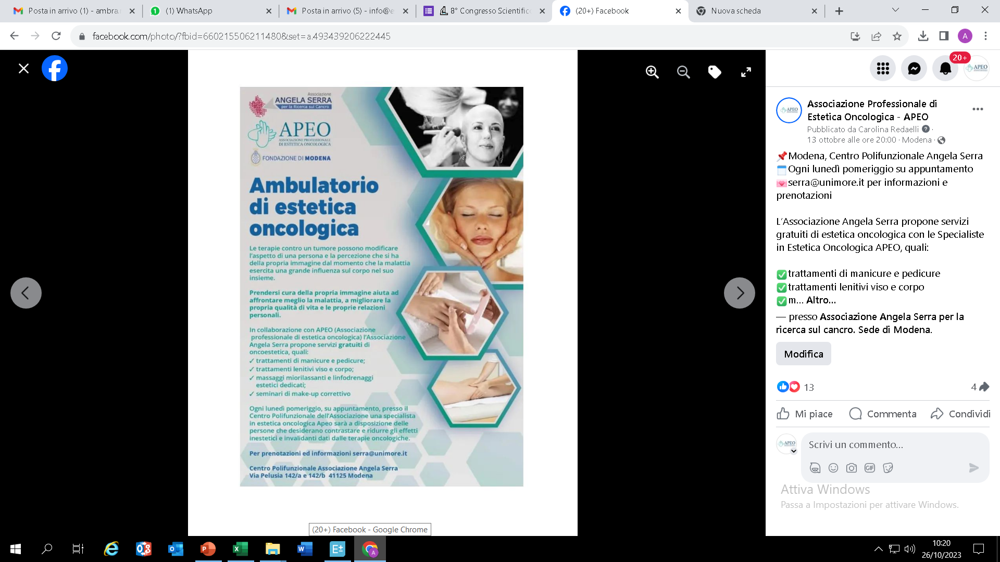 Posta in arrivo (1) - ambra.
(1) WhatsApp
Posta in arrivo (5) - info@e
8° Congresso Scientifico
(20+) Facebook
Nuova scheda
facebook.com/photo/?fbid=660215506211480&set=a.493439206222445
A
20+
APEO
Associazione
ANGELA SERRA
per la Ricerca sul Cancro
APEO
ASSOCIAZIONE PROFESSIONALE
DI ESTETICA ONCOLOGICA
FONDAZIONE DI MODENA
Ambulatorio
di estetica
oncologica
Le terapie contro un tumore possono modificare
l'aspetto di una persona e la percezione che si ha
della propria immagine dal momento che la malattia
esercita una grande influenza sul corpo nel suo
insieme.
Prendersi cura della propria immagine aiuta ad
affrontare meglio la malattia, a migliorare la
propria qualità di vita e le proprie relazioni
personali.
In collaborazione con APEO (Associazione
professionale di estetica oncologica) l'Associazione
Angela Serra propone servizi gratuiti di
oncoestetica, quali:
✓ trattamenti di manicure e pedicure;
✓ trattamenti lenitivi viso e corpo;
✓ massaggi miorilassanti e linfodrenaggi
estetici dedicati;
✓ seminari di make-up correttivo
Ogni lunedì pomeriggio, su appuntamento, presso il
Centro Polifunzionale dell'Associazione una specialista
in estetica oncologica Apeo sarà a disposizione delle
persone che desiderano contrastare e ridurre gli effetti
inestetici e invalidanti dati dalle terapie oncologiche.
Per prenotazioni ed informazioni serra@unimore.it
Centro Polifunzionale Associazione Angela Serra
Via Pelusia 142/a e 142/b 41125 Modena
APEO
Associazione Professionale di
Estetica Oncologica - APEO
Pubblicato da Carolina Redaelli ·
13 ottobre alle ore 20:00 · Modena ·
📌Modena, Centro Polifunzionale Angela Serra
🗓️Ogni lunedì pomeriggio su appuntamento
💌serra@unimore.it per informazioni e
prenotazioni
L'Associazione Angela Serra propone servizi
gratuiti di estetica oncologica con le Specialiste
in Estetica Oncologica APEO, quali:
✅trattamenti di manicure e pedicure
✅trattamenti lenitivi viso e corpo
✅m... Altro...
— presso Associazione Angela Serra per la
ricerca sul cancro. Sede di Modena.
Modifica
13
4
Mi piace
Commenta
Condividi
APEO
Scrivi un commento...
GIF
Attiva Windows
Passa a Impostazioni per attivare Windows.
(20+) Facebook - Google Chrome
10:20
26/10/2023